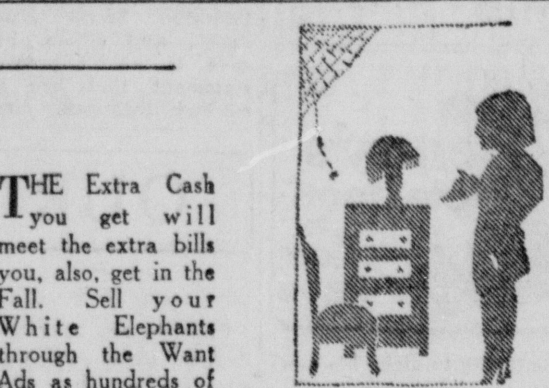 THE Extra Cash
you get will
meet the extra bills
you, also, get in the
Fall. Sell your
White Elephants
through the Want
Ads as hundreds of